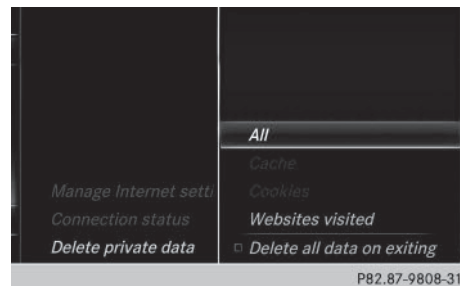 All
Cache
Cookies
Manage Internet setti
Connection status
Websites visited
Delete private data
Delete all data on exiting
P82.87-9808-31